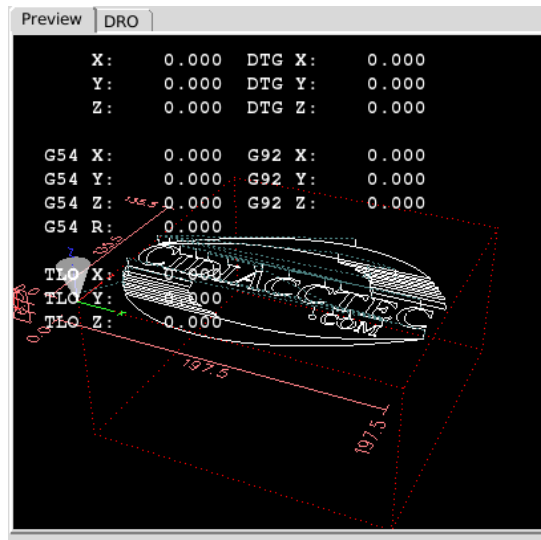 Preview DRO
X: 0.000 DTG X: 0.000
Y: 0.000 DTG Y: 0.000
Z: 0.000 DTG Z: 0.000
G54 X: 0.000 G92 X: 0.000
G54 Y: 0.000 G92 Y: 0.000
G54 Z: 0.000 G92 Z: 0.000
G54 R: 0.000
TLO X: 0.000
TLO Y: 0.000
TLO Z: 0.000
.COM
197.5
197.5